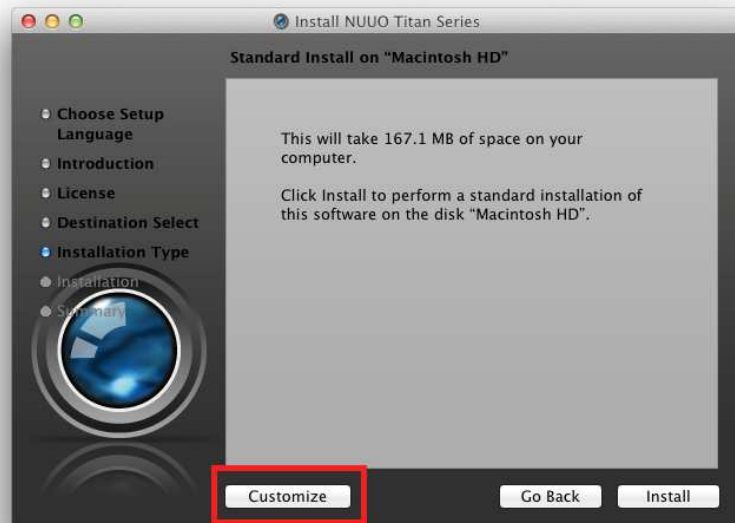 Install NUUO Titan Series
Standard Install on “Macintosh HD”
Choose Setup
Language
Introduction
License
Destination Select
Installation Type
Installation
Summary
This will take 167.1 MB of space on your
computer.
Click Install to perform a standard installation of
this software on the disk “Macintosh HD”.
Customize
Go Back
Install